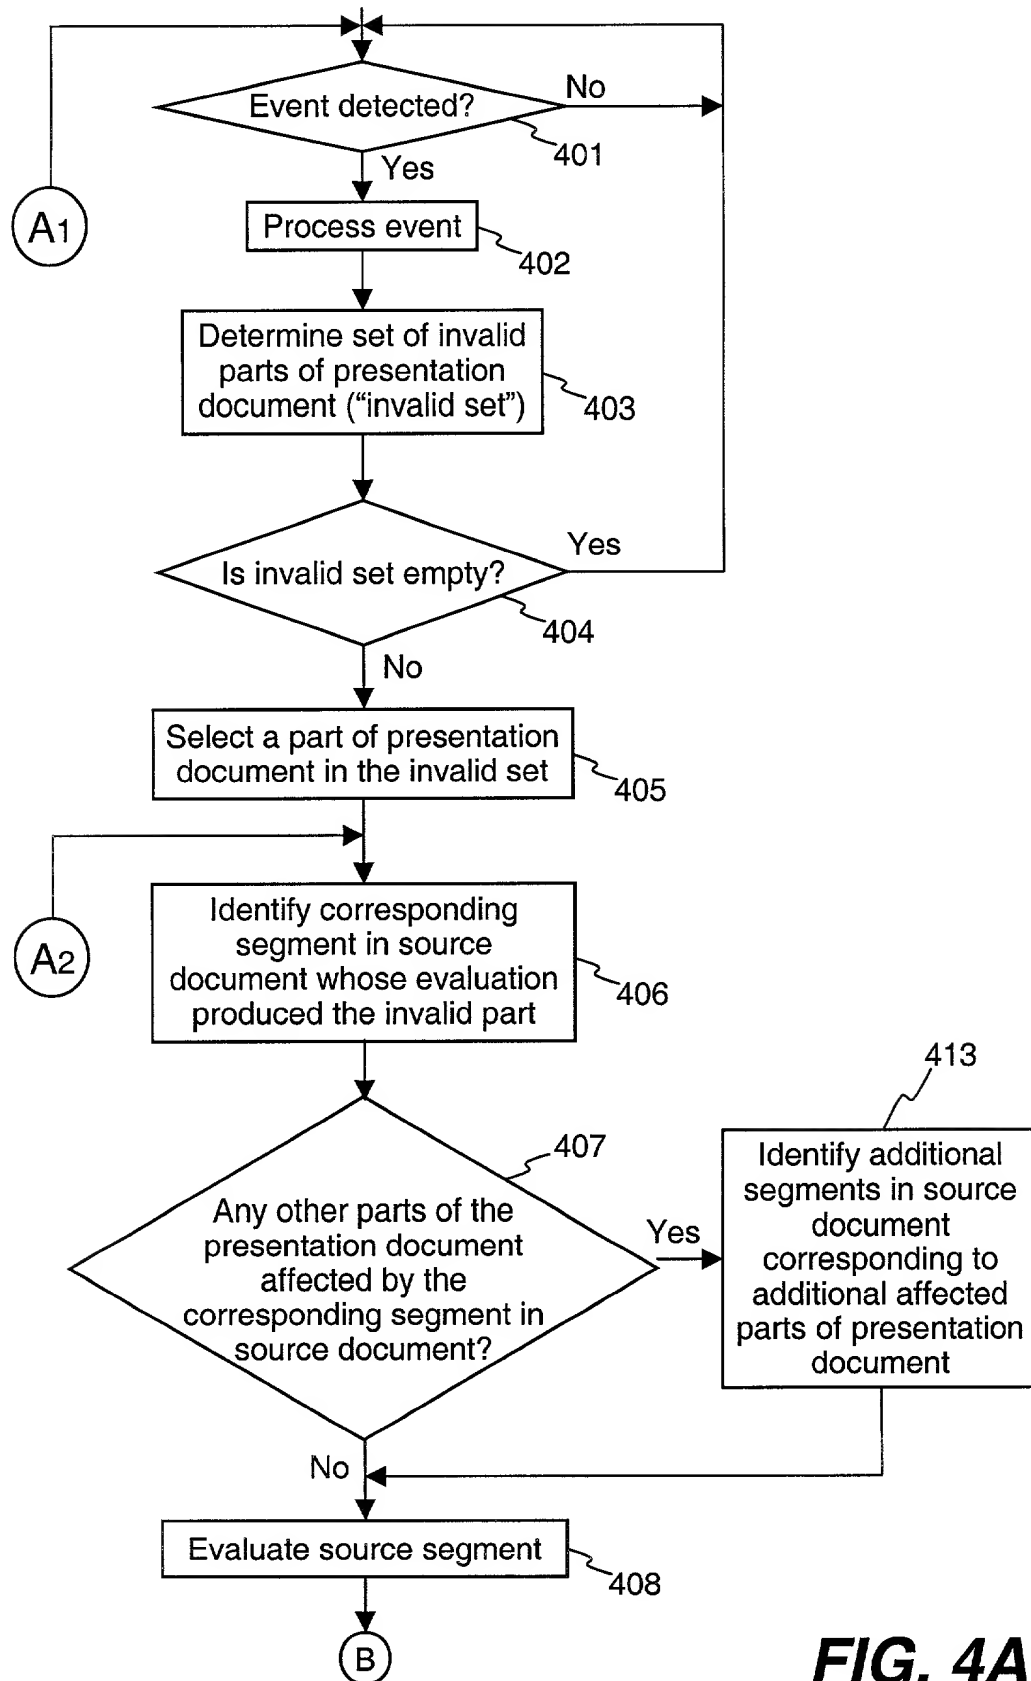 Event detected?
No
401
Yes
A1
Process event
402
Determine set of invalid
parts of presentation
document (“invalid set”)
403
Is invalid set empty?
Yes
404
No
Select a part of presentation
document in the invalid set
405
A2
Identify corresponding
segment in source
document whose evaluation
produced the invalid part
406
407
Any other parts of the
presentation document
affected by the
corresponding segment in
source document?
Yes
413
Identify additional
segments in source
document
corresponding to
additional affected
parts of presentation
document
No
Evaluate source segment
408
B
FIG. 4A